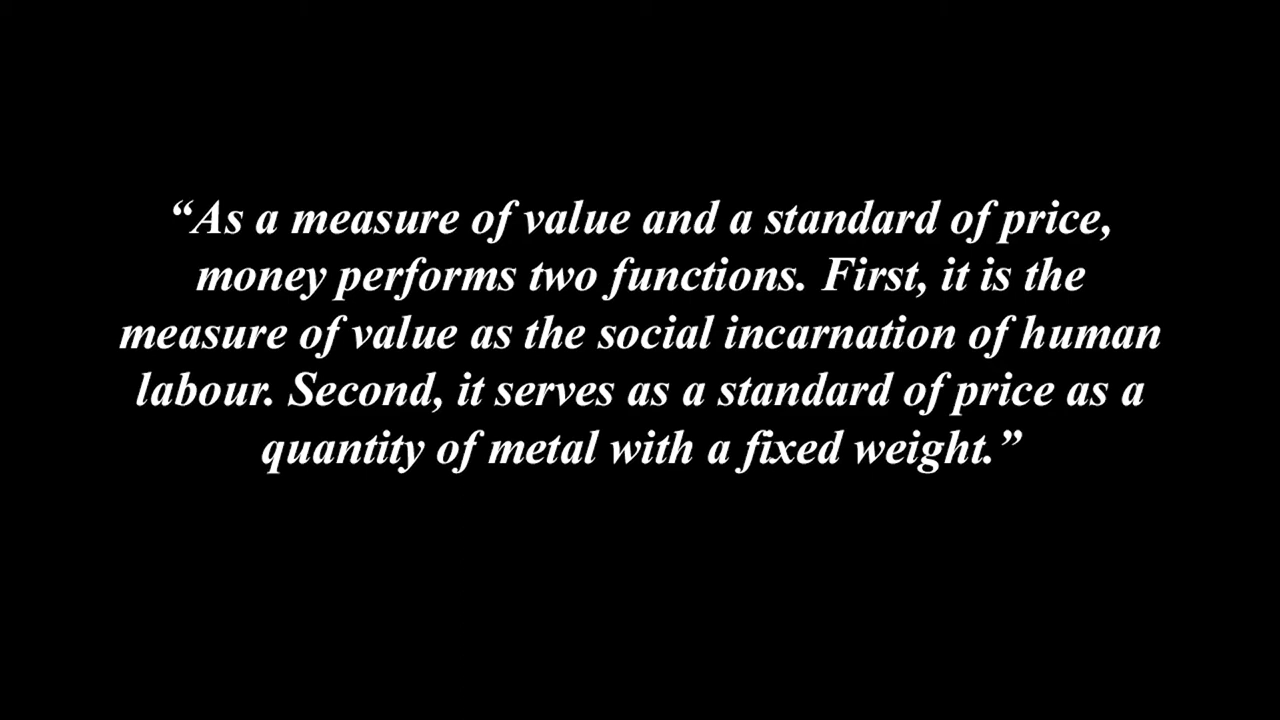 “As a measure of value and a standard of price,
money performs two functions. First, it is the
measure of value as the social incarnation of human
labour. Second, it serves as a standard of price as a
quantity of metal with a fixed weight.”